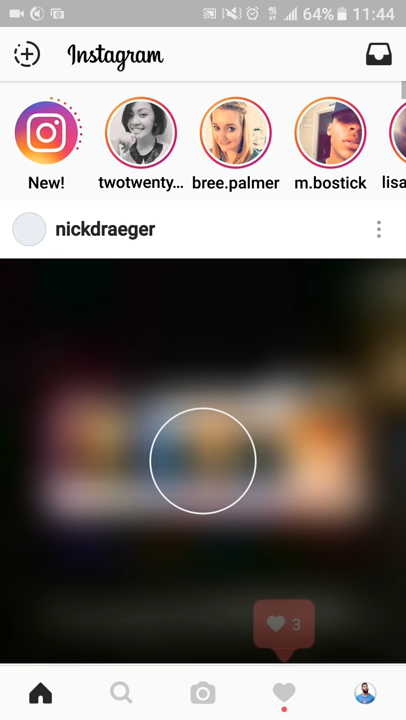 64% 11:44
Instagram
New! twotwenty... bree.palmer m.bostick lisa
nickdraeger
3